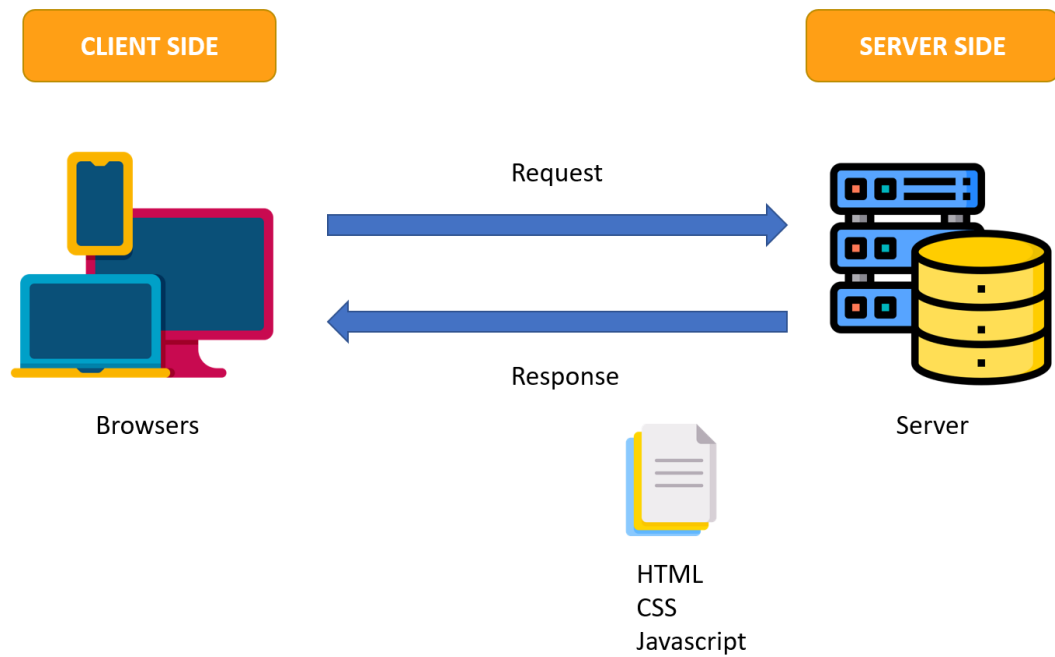 CLIENT SIDE
SERVER SIDE
Request
Response
Browsers
Server
HTML
CSS
Javascript